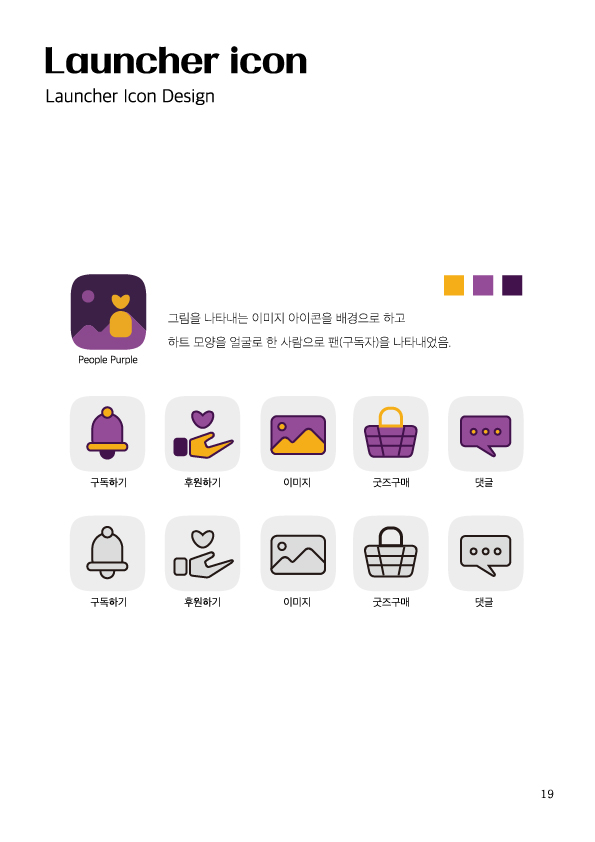 Launcher icon
Launcher Icon Design
그림을 나타내는 이미지 아이콘을 배경으로 하고
하트 모양을 얼굴로 한 사람으로 팬(구독자)을 나타내었음.
People Purple
구독하기 후원하기 이미지 굿즈구매 댓글
구독하기 후원하기 이미지 굿즈구매 댓글
19